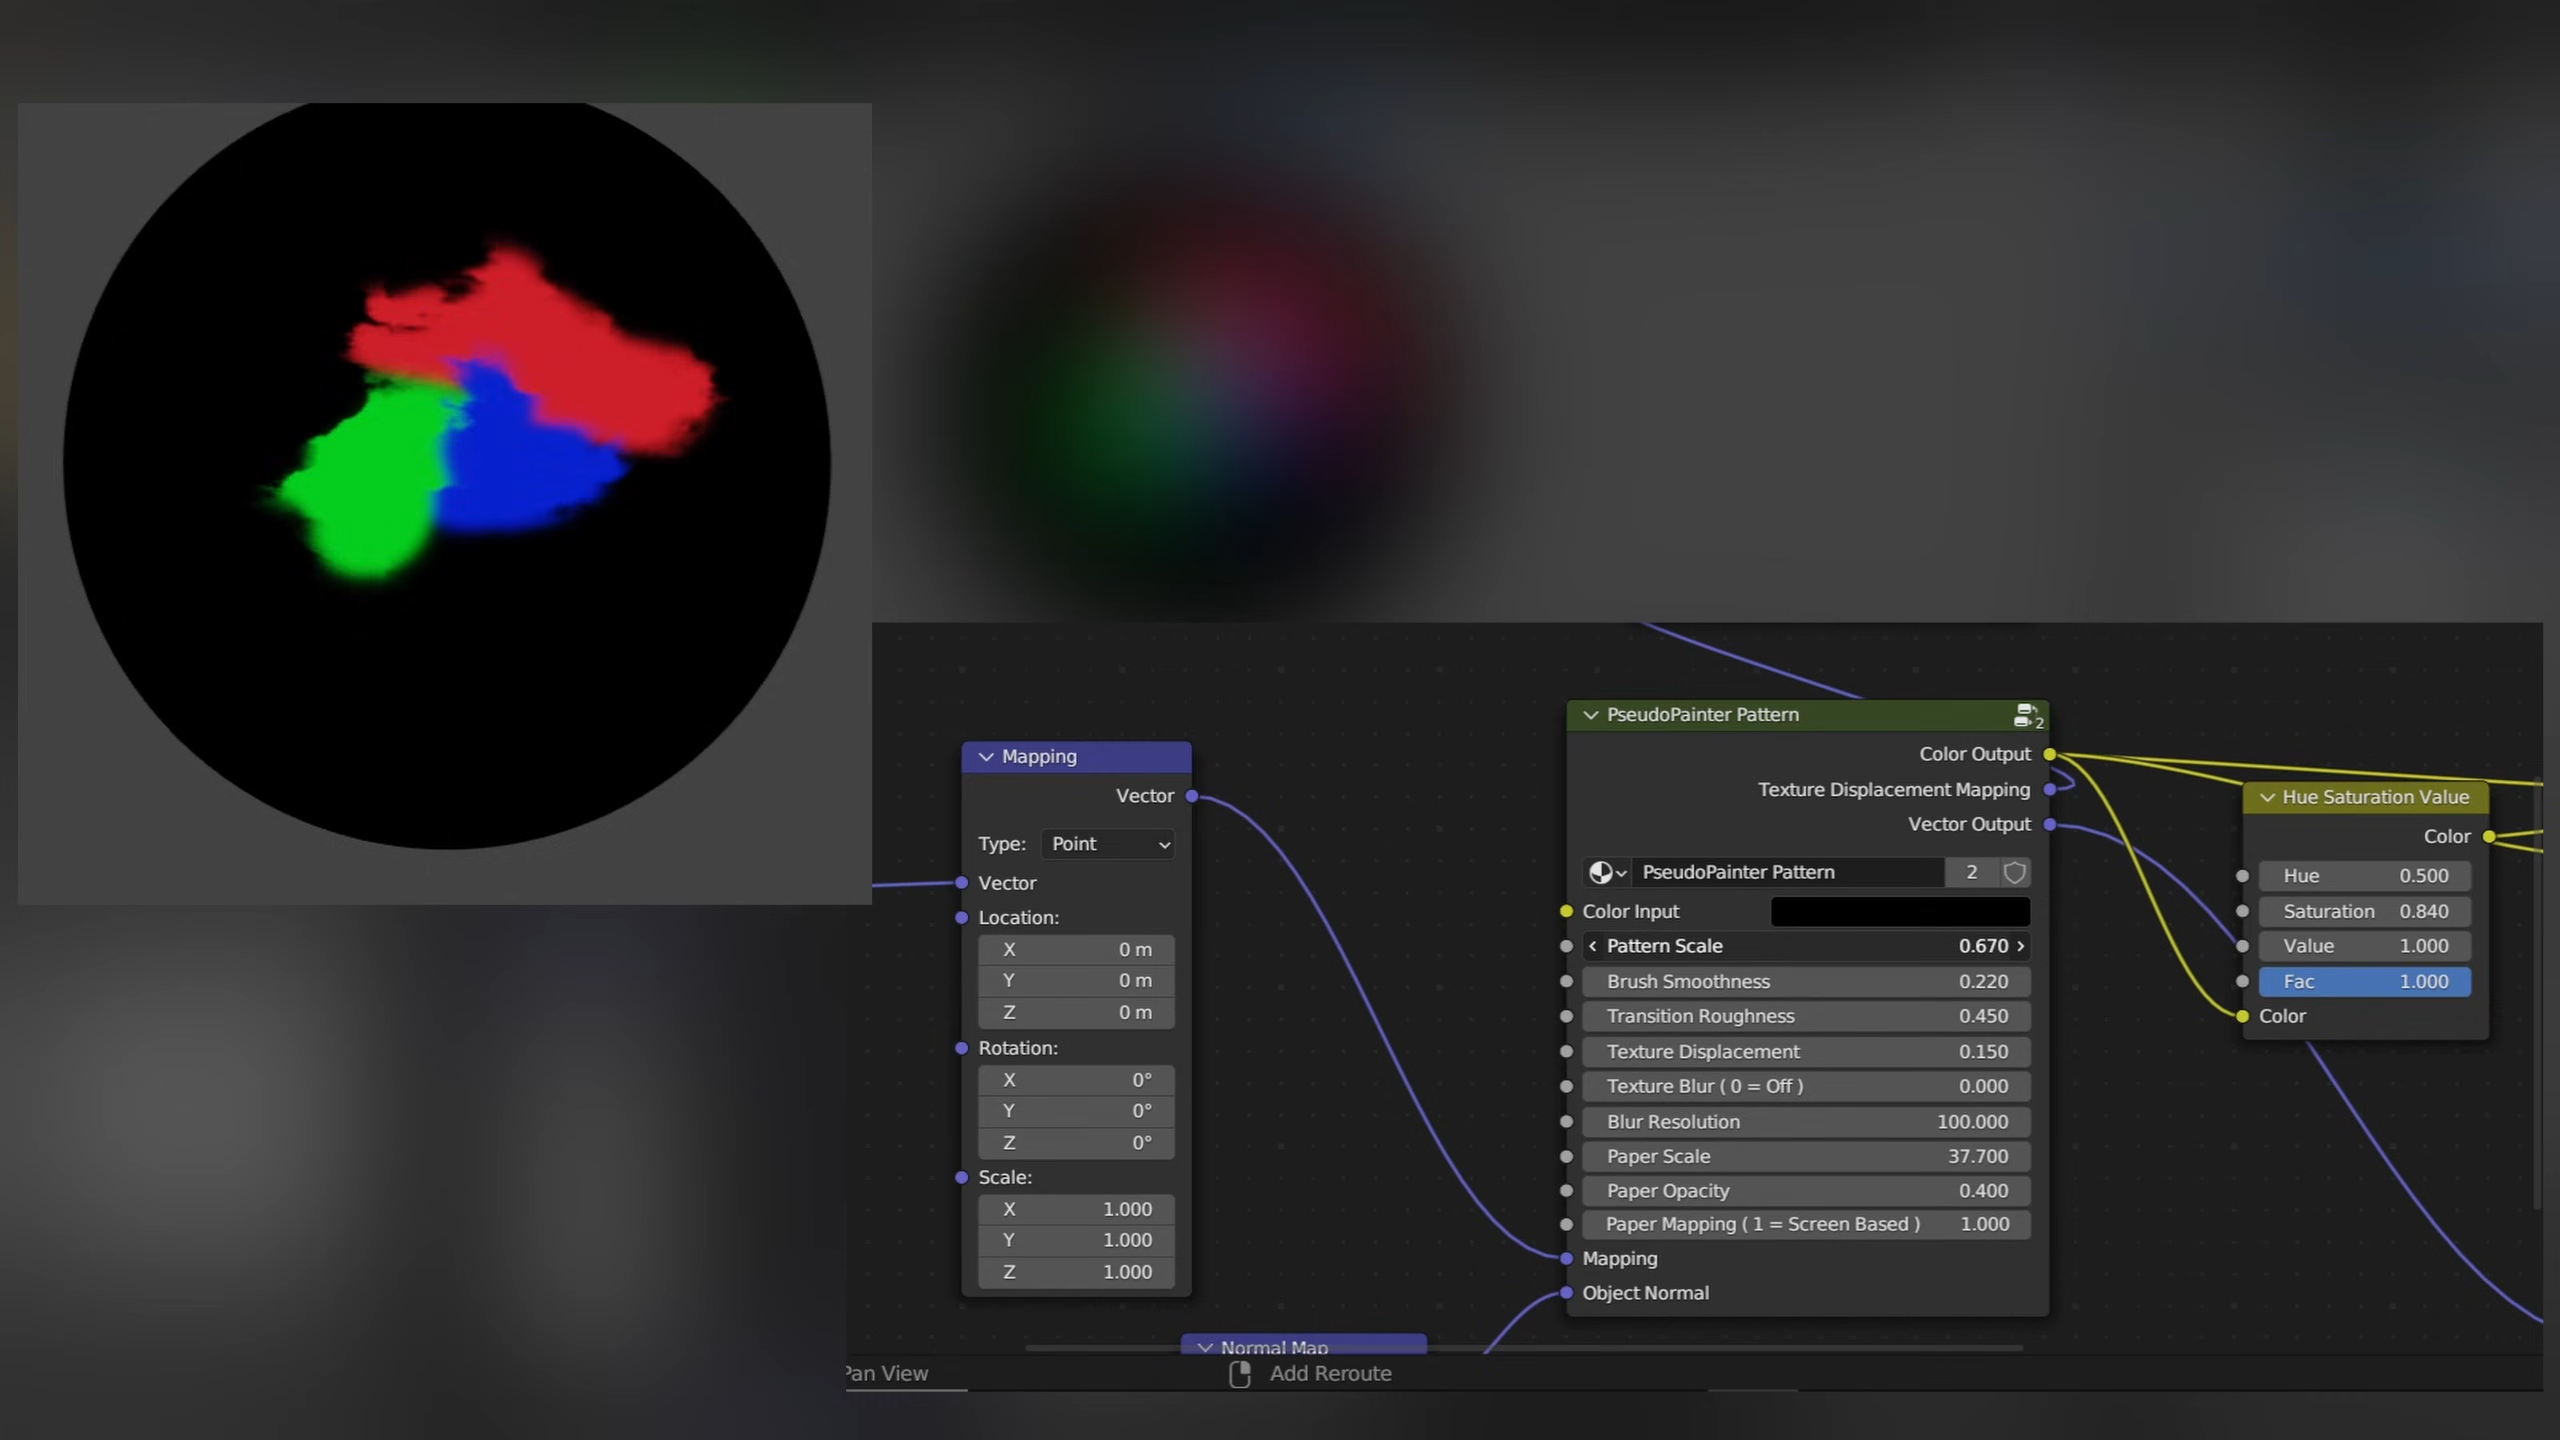 Mapping
Vector
Type: Point
Vector
Location:
X 0 m
Y 0 m
Z 0 m
Rotation:
X 0°
Y 0°
Z 0°
Scale:
X 1.000
Y 1.000
Z 1.000
Normal Map
PseudoPainter Pattern 2
Color Output
Texture Displacement Mapping
Vector Output
PseudoPainter Pattern 2
Color Input
Pattern Scale 0.670
Brush Smoothness 0.220
Transition Roughness 0.450
Texture Displacement 0.150
Texture Blur ( 0 = Off ) 0.000
Blur Resolution 100.000
Paper Scale 37.700
Paper Opacity 0.400
Paper Mapping ( 1 = Screen Based ) 1.000
Mapping
Object Normal
Hue Saturation Value
Color
Hue 0.500
Saturation 0.840
Value 1.000
Fac 1.000
Color
Pan View
Add Reroute